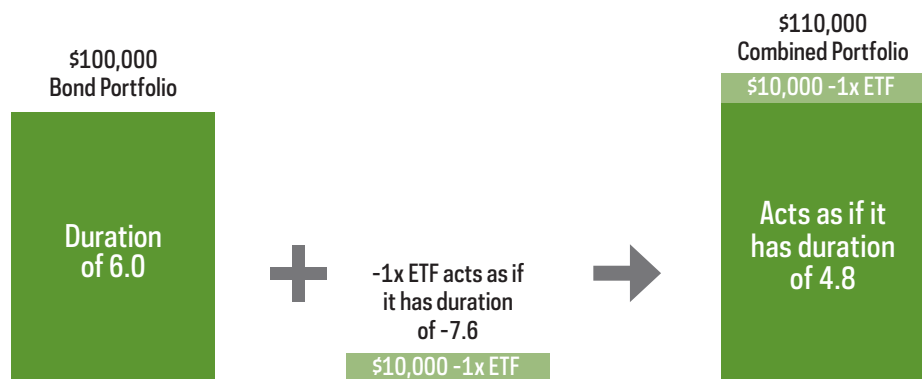 $100,000
Bond Portfolio
Duration
of 6.0
-1x ETF acts as if
it has duration
of -7.6
$10,000 -1x ETF
$110,000
Combined Portfolio
$10,000 -1x ETF
Acts as if it
has duration
of 4.8